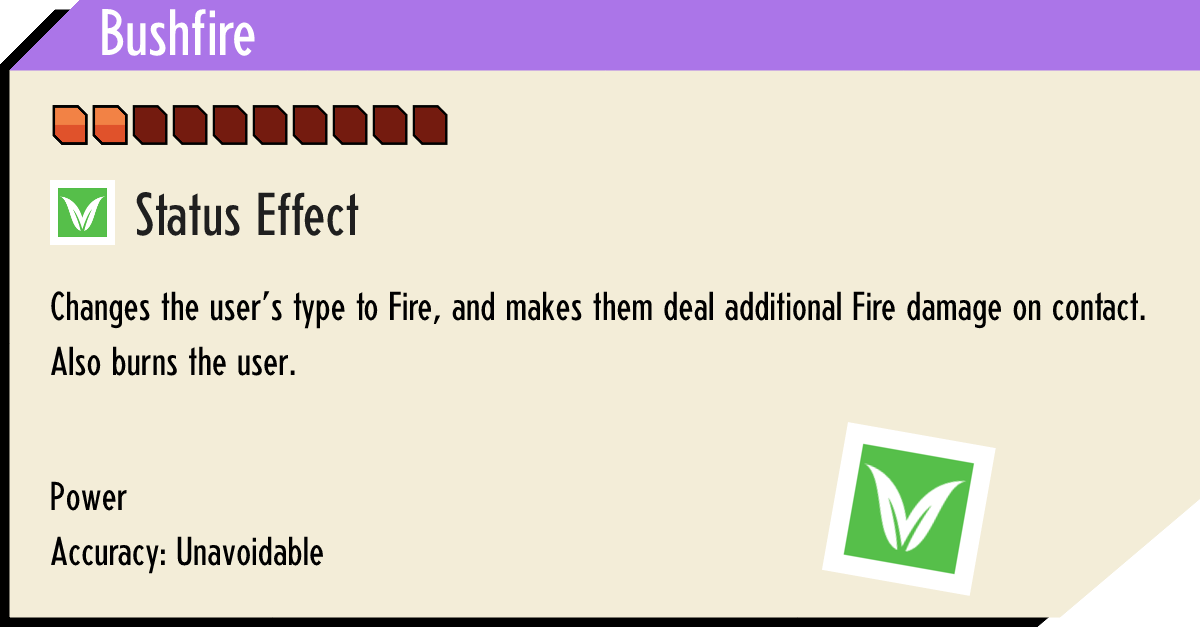 Bushfire
Status Effect
Changes the user's type to Fire, and makes them deal additional Fire damage on contact.
Also burns the user.
Power
Accuracy: Unavoidable